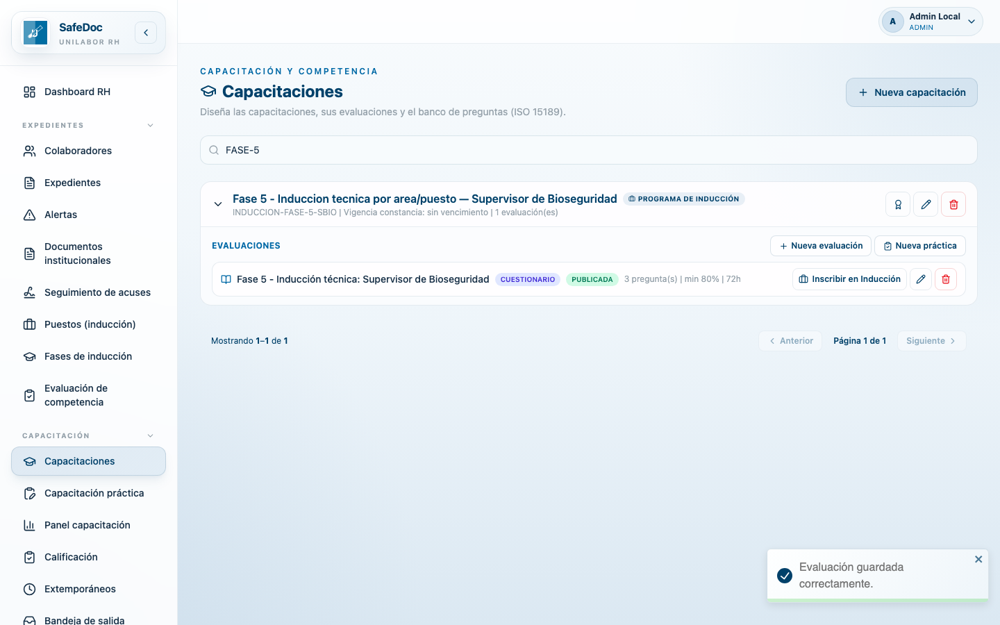 SafeDoc
UNILABOR RH
Admin Local
A
ADMIN
Dashboard RH
EXPEDIENTES
Colaboradores
Expedientes
Alertas
Documentos
institucionales
Seguimiento de acuses
Puestos (inducción)
Fases de inducción
Evaluación de
competencia
CAPACITACIÓN
Capacitaciones
Capacitación práctica
Panel capacitación
Calificación
Extemporáneos
Bandeja de salida
CAPACITACIÓN Y COMPETENCIA
Capacitaciones
Diseña las capacitaciones, sus evaluaciones y el banco de preguntas (ISO 15189).
Nueva capacitación
FASE-5
Fase 5 - Induccion tecnica por area/puesto — Supervisor de Bioseguridad PROGRAMA DE INDUCCIÓN
INDUCCION-FASE-5-SBIO | Vigencia constancia: sin vencimiento | 1 evaluación(es)
EVALUACIONES
Nueva evaluación
Nueva práctica
Fase 5 - Inducción técnica: Supervisor de Bioseguridad CUESTIONARIO PUBLICADA 3 pregunta(s) | min 80% | 72h
Inscribir en Inducción
Mostrando 1–1 de 1
Anterior
Página 1 de 1
Siguiente
Evaluación guardada
correctamente.